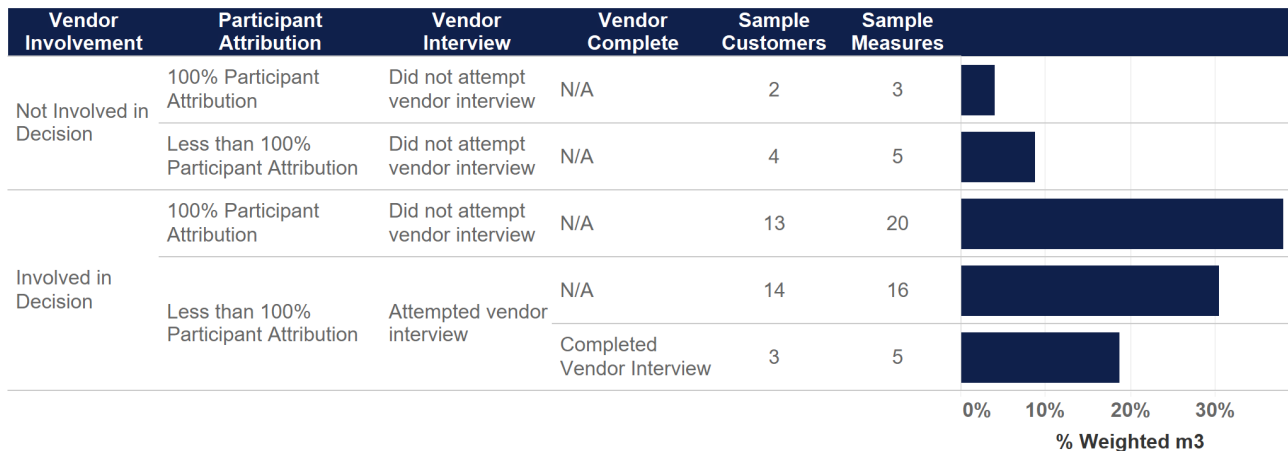 Vendor Involvement Participant Attribution Vendor Interview Vendor Complete Sample Customers Sample Measures
Not Involved in Decision
100% Participant Attribution Did not attempt vendor interview N/A 2 3
Less than 100% Participant Attribution Did not attempt vendor interview N/A 4 5
Involved in Decision
100% Participant Attribution Did not attempt vendor interview N/A 13 20
Less than 100% Participant Attribution Attempted vendor interview N/A 14 16
Completed Vendor Interview 3 5
0% 10% 20% 30%
% Weighted m3